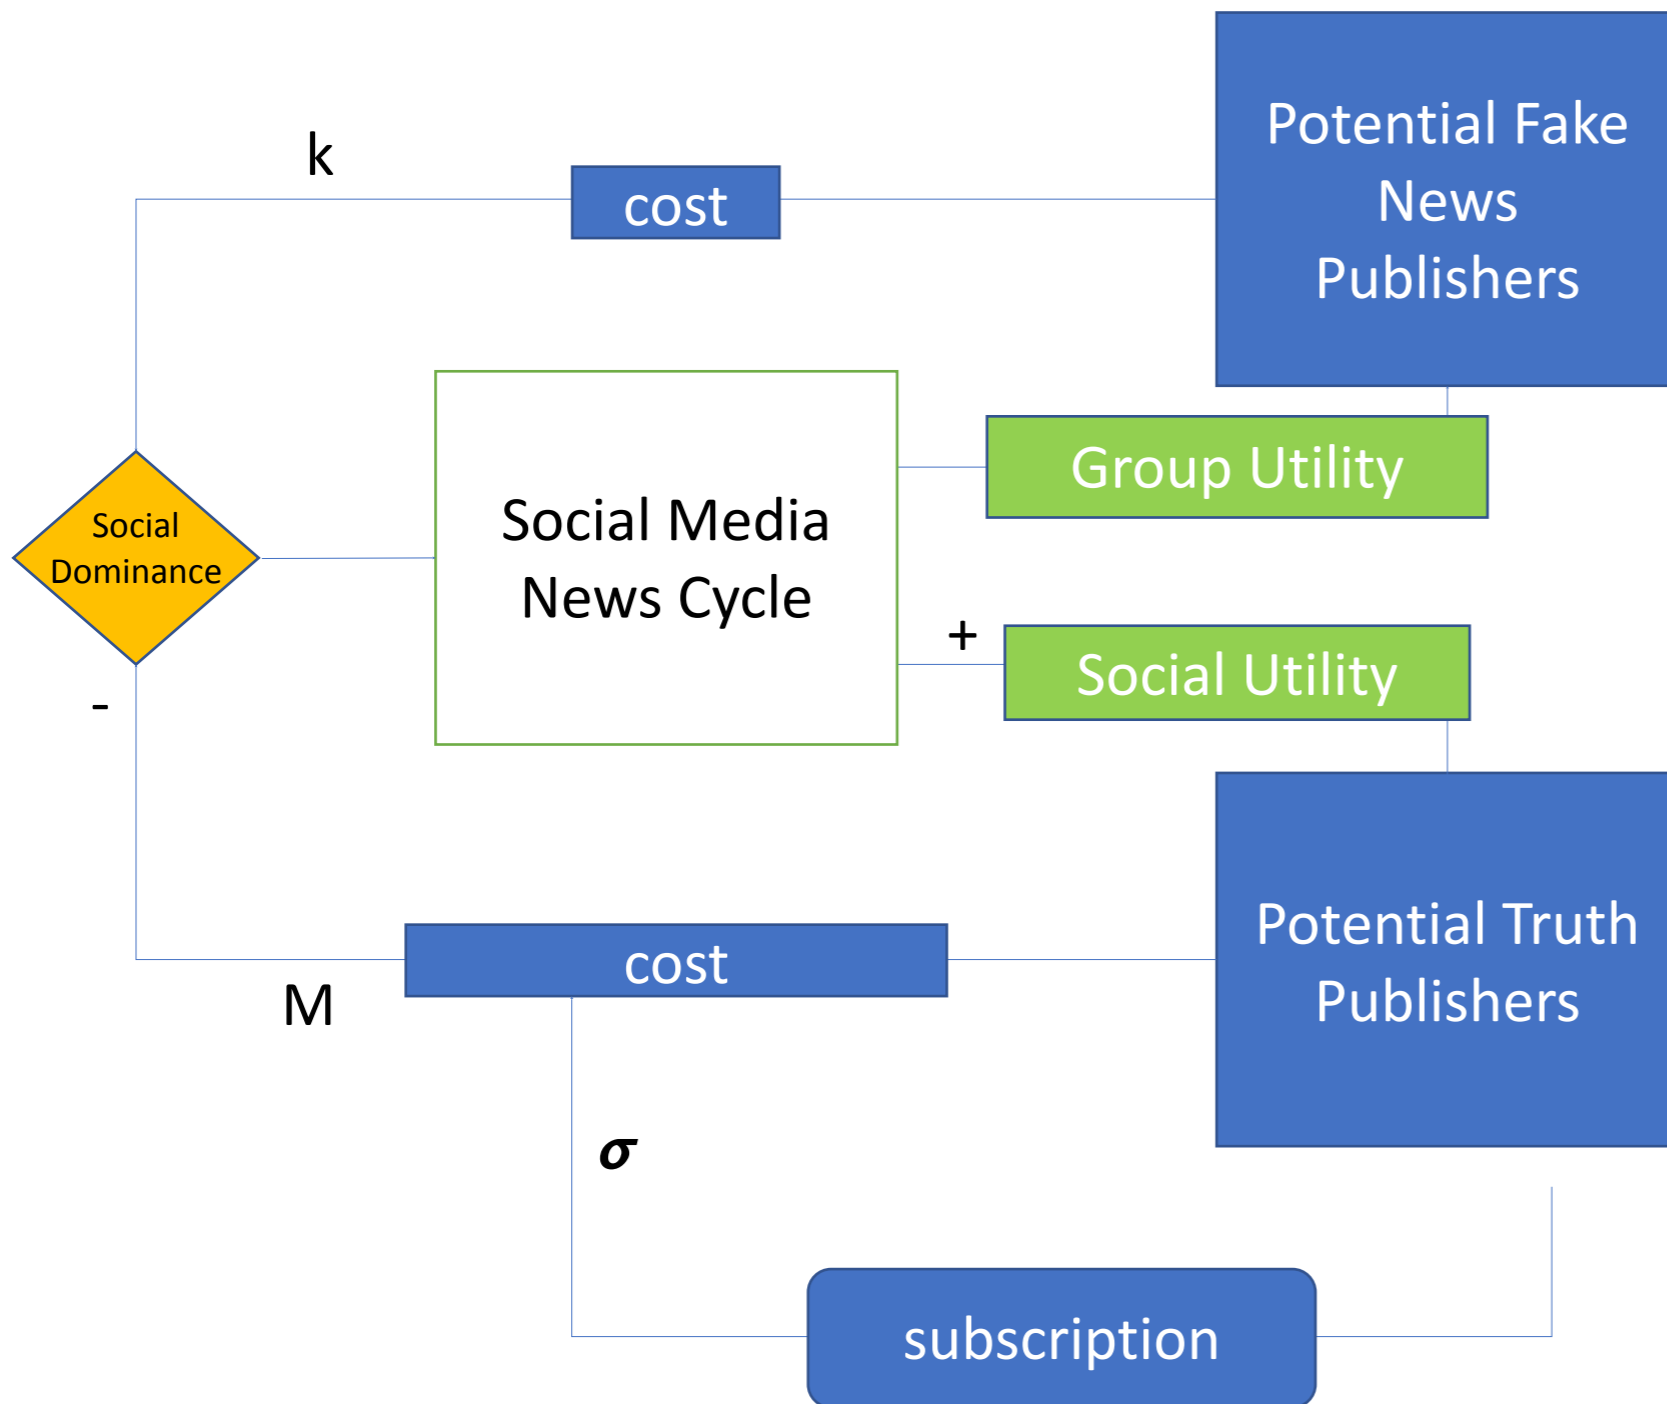 Potential Fake
News
Publishers
k
cost
Group Utility
Social Media
News Cycle
Social
Dominance
+
Social Utility
-
Potential Truth
Publishers
cost
M
σ
subscription